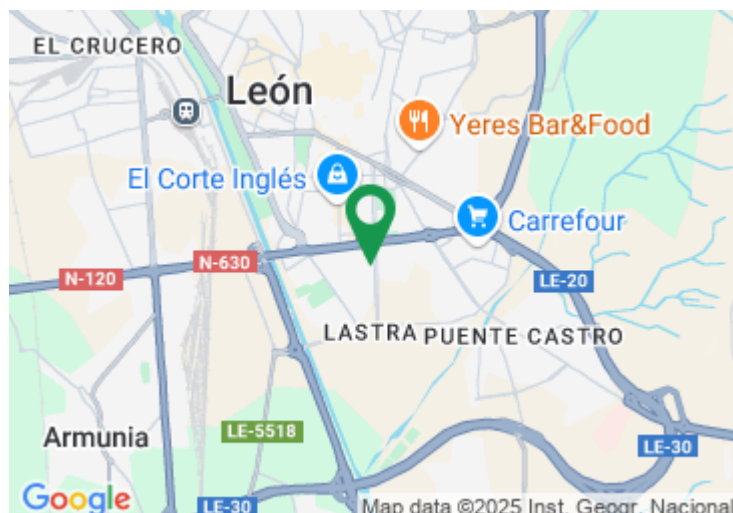 EL CRUCERO
León
Yeres Bar&Food
El Corte Inglés
Carrefour
N-630
N-120
LE-20
LASTRA
PUENTE CASTRO
LE-5518
Armunia
LE-30
Google
LE-30
Map data ©2025 Inst. Geogr. Nacional